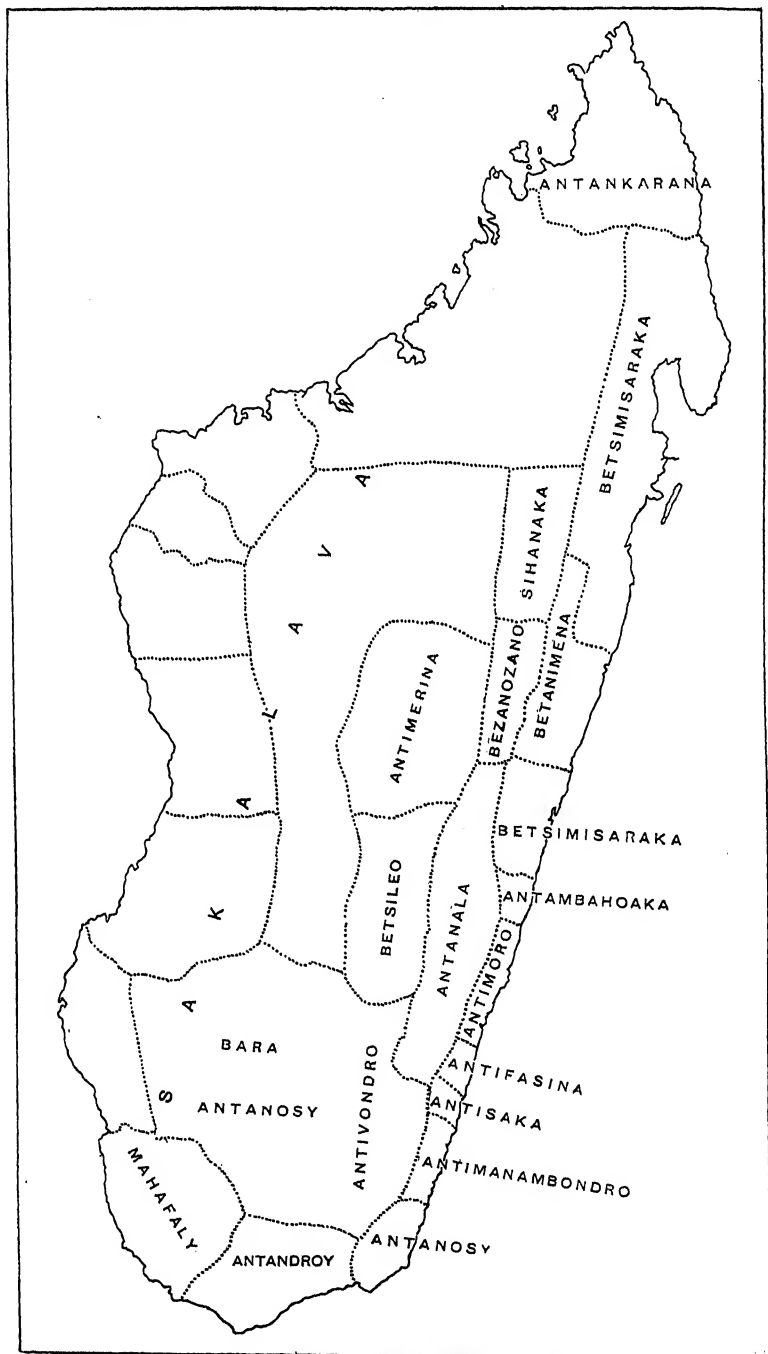 ANTANKARANA
BETSIMISARAKA
SAKALAVA
SIHANAKA
BEZANOZANO
BETANIMENA
ANTIMERINA
BETSIMISARAKA
BETSILEO
ANTANALA
ANTAMBAHOAKA
ANTIMORO
BARA
ANTANOSY
ANTIVONDRO
ANTIFASINA
ANTISAKA
MAHAFALY
ANTIMANAMBONDRO
ANTANOSY
ANTANDROY